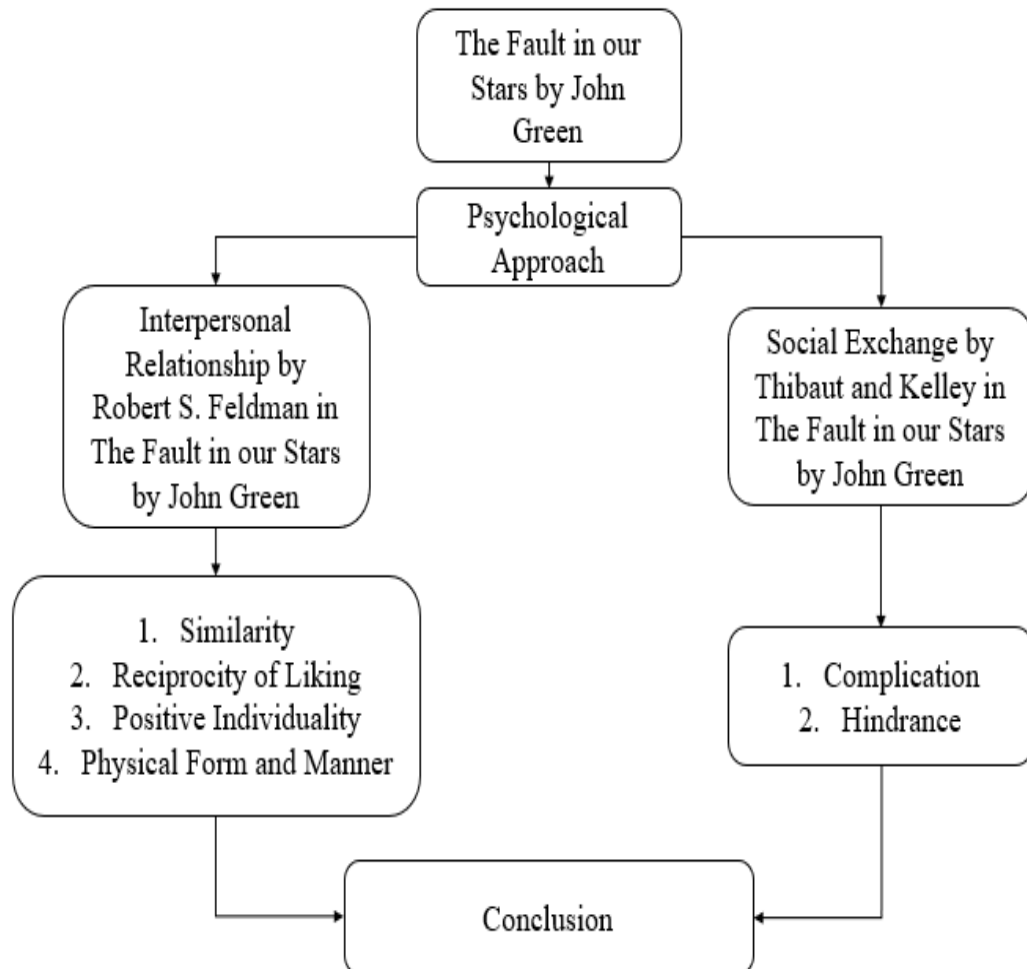 The Fault in our
Stars by John
Green
Psychological
Approach
Interpersonal
Relationship by
Robert S. Feldman in
The Fault in our Stars
by John Green
Social Exchange by
Thibaut and Kelley in
The Fault in our Stars
by John Green
1. Similarity
2. Reciprocity of Liking
3. Positive Individuality
4. Physical Form and Manner
1. Complication
2. Hindrance
Conclusion